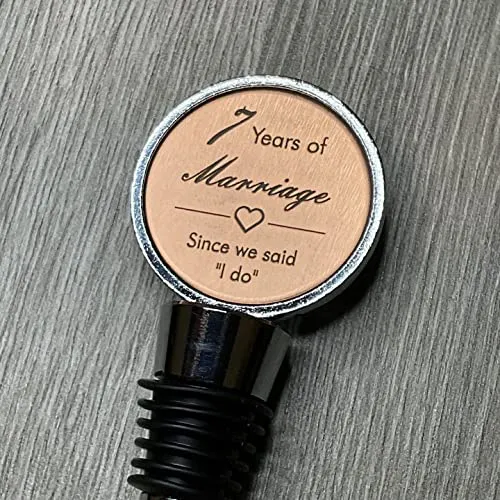 7 Years of
Marriage
Since we said
"I do"